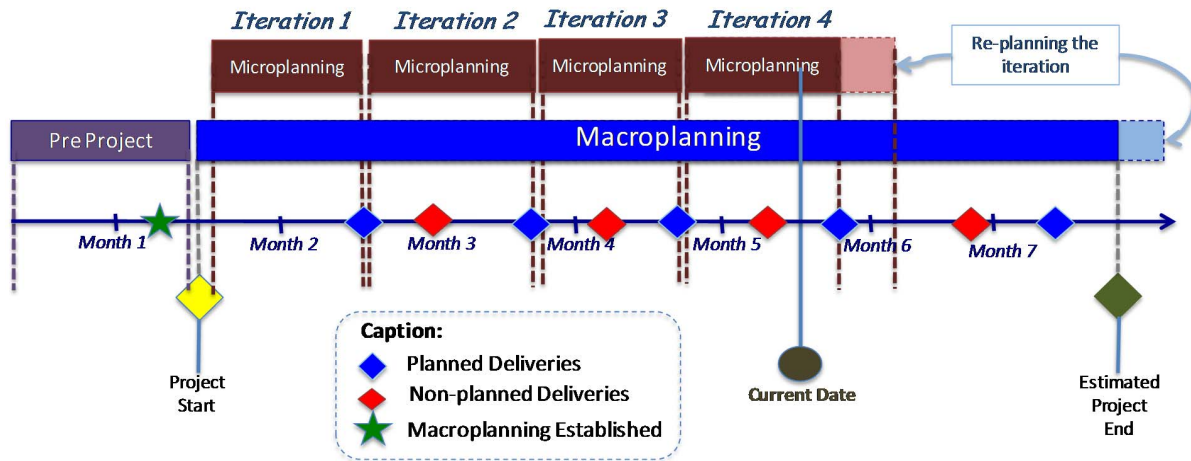 Iteration 1
Iteration 2
Iteration 3
Iteration 4
Microplanning
Microplanning
Microplanning
Microplanning
Re-planning the
iteration
Pre Project
Macroplanning
Month 1
Month 2
Month 3
Month 4
Month 5
Month 6
Month 7
Project
Start
Caption:
Planned Deliveries
Non-planned Deliveries
Macroplanning Established
Current Date
Estimated
Project
End